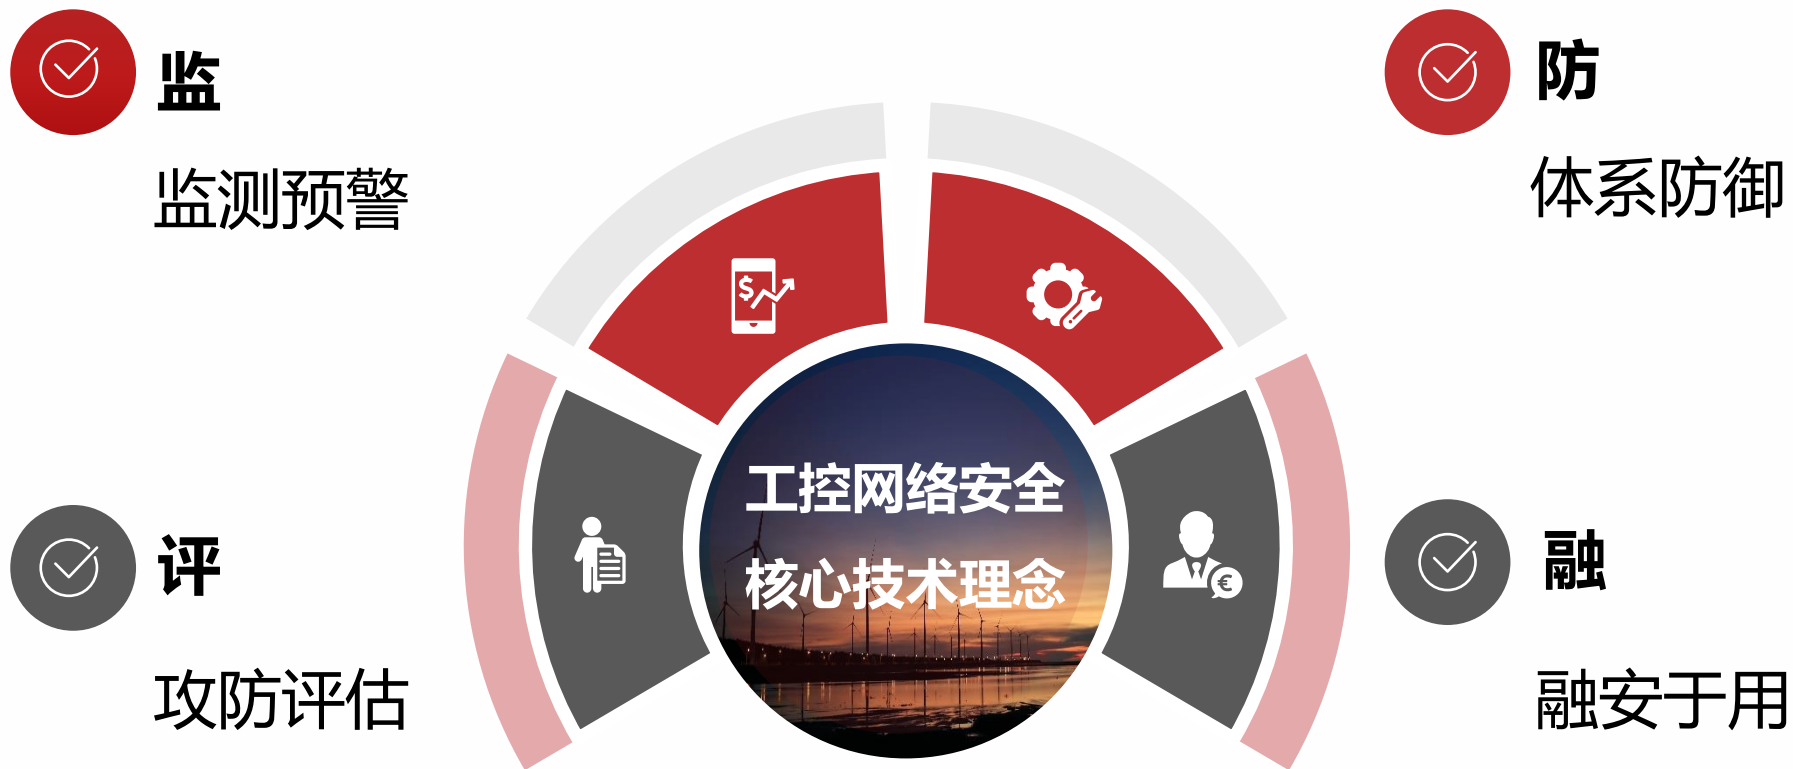 监
监测预警
防
体系防御
工控网络安全
核心技术理念
评
攻防评估
融
融安于用